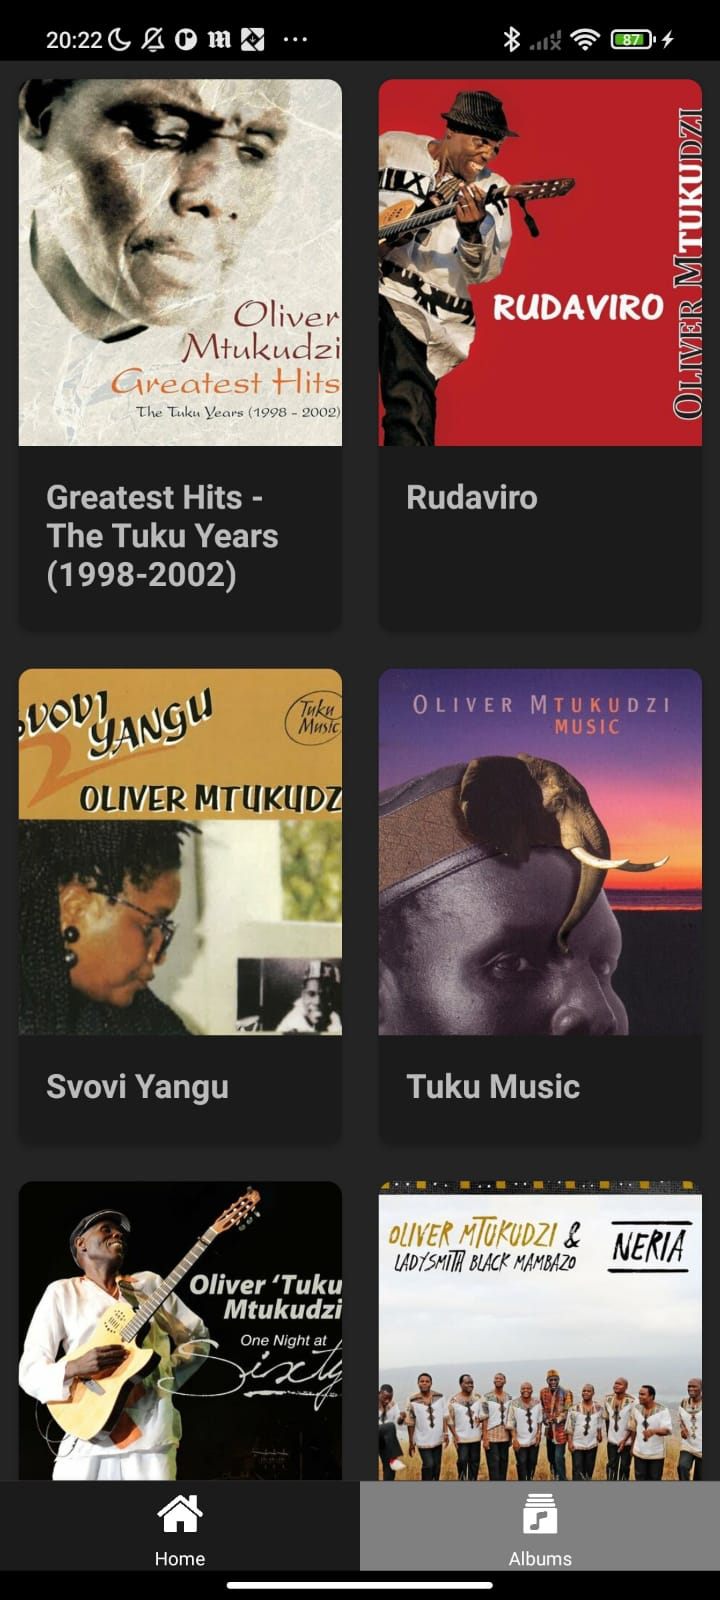 20:22
87
Oliver
Mtukudzi
Greatest Hits
The Tuku Years (1998 - 2002)
RUDAVIRO
OLIVER MTUKUDZI
Greatest Hits -
The Tuku Years
(1998-2002)
Rudaviro
SVOVI
YANGU
2
Tuku
Music
OLIVER MTUKUDZ
OLIVER MTUKUDZI
MUSIC
Svovi Yangu
Tuku Music
Oliver ‘Tuku
Mtukudzi
One Night at
Sixty
OLIVER MTUKUDZI &
LADYSMITH BLACK MAMBAZO
NERIA
Home
Albums